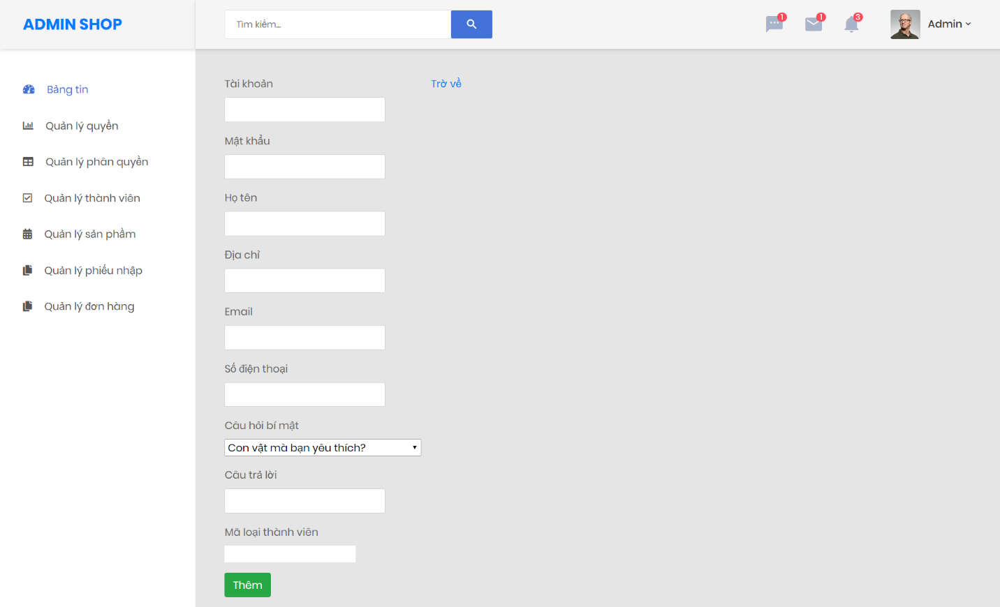 ADMIN SHOP
Tìm kiếm...
1
1
3
Admin
Bảng tin
Quản lý quyền
Quản lý phân quyền
Quản lý thành viên
Quản lý sản phẩm
Quản lý phiếu nhập
Quản lý đơn hàng
Tài khoản
Trờ về
Mật khẩu
Họ tên
Địa chỉ
Email
Số điện thoại
Câu hỏi bí mật
Con vật mà bạn yêu thích?
Câu trả lời
Mã loại thành viên
Thêm